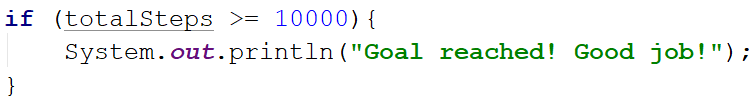 if (totalSteps >= 10000){
    System.out.println("Goal reached! Good job!");
}